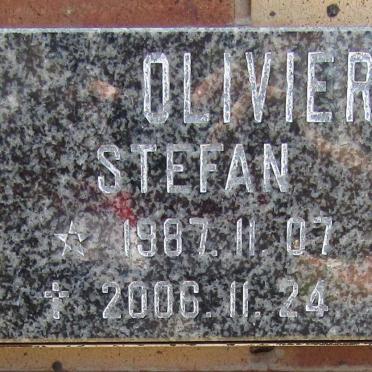 OLIVIER
STEFAN
☆ 1987.11.07
✝ 2006.11.24